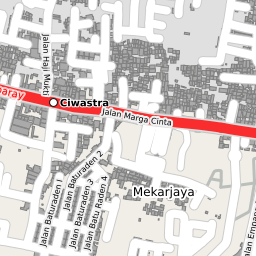 Jalan Haji Mukti
Ciwastra
Jalan Marga Cinta
Jalan Baturaden 2
Mekarjaya
Jalan Baturaden
Jalan Baturaden 3
Jalan Batu Raden 4